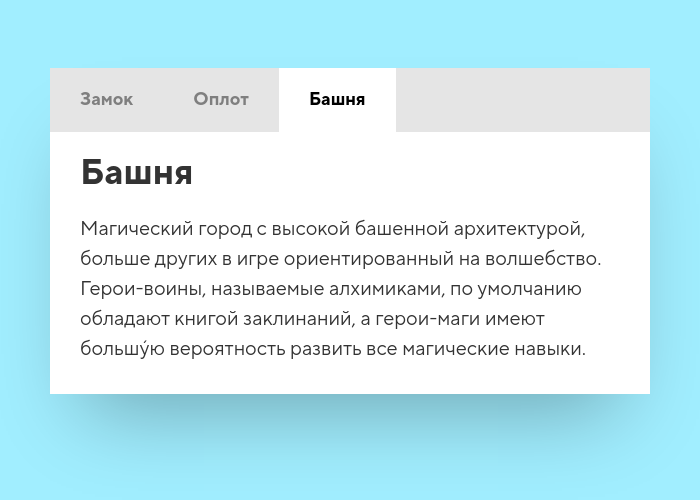 Замок
Оплот
Башня
Башня
Магический город с высокой башенной архитектурой,
больше других в игре ориентированный на волшебство.
Герои-воины, называемые алхимиками, по умолчанию
обладают книгой заклинаний, а герои-маги имеют
большу́ю вероятность развить все магические навыки.